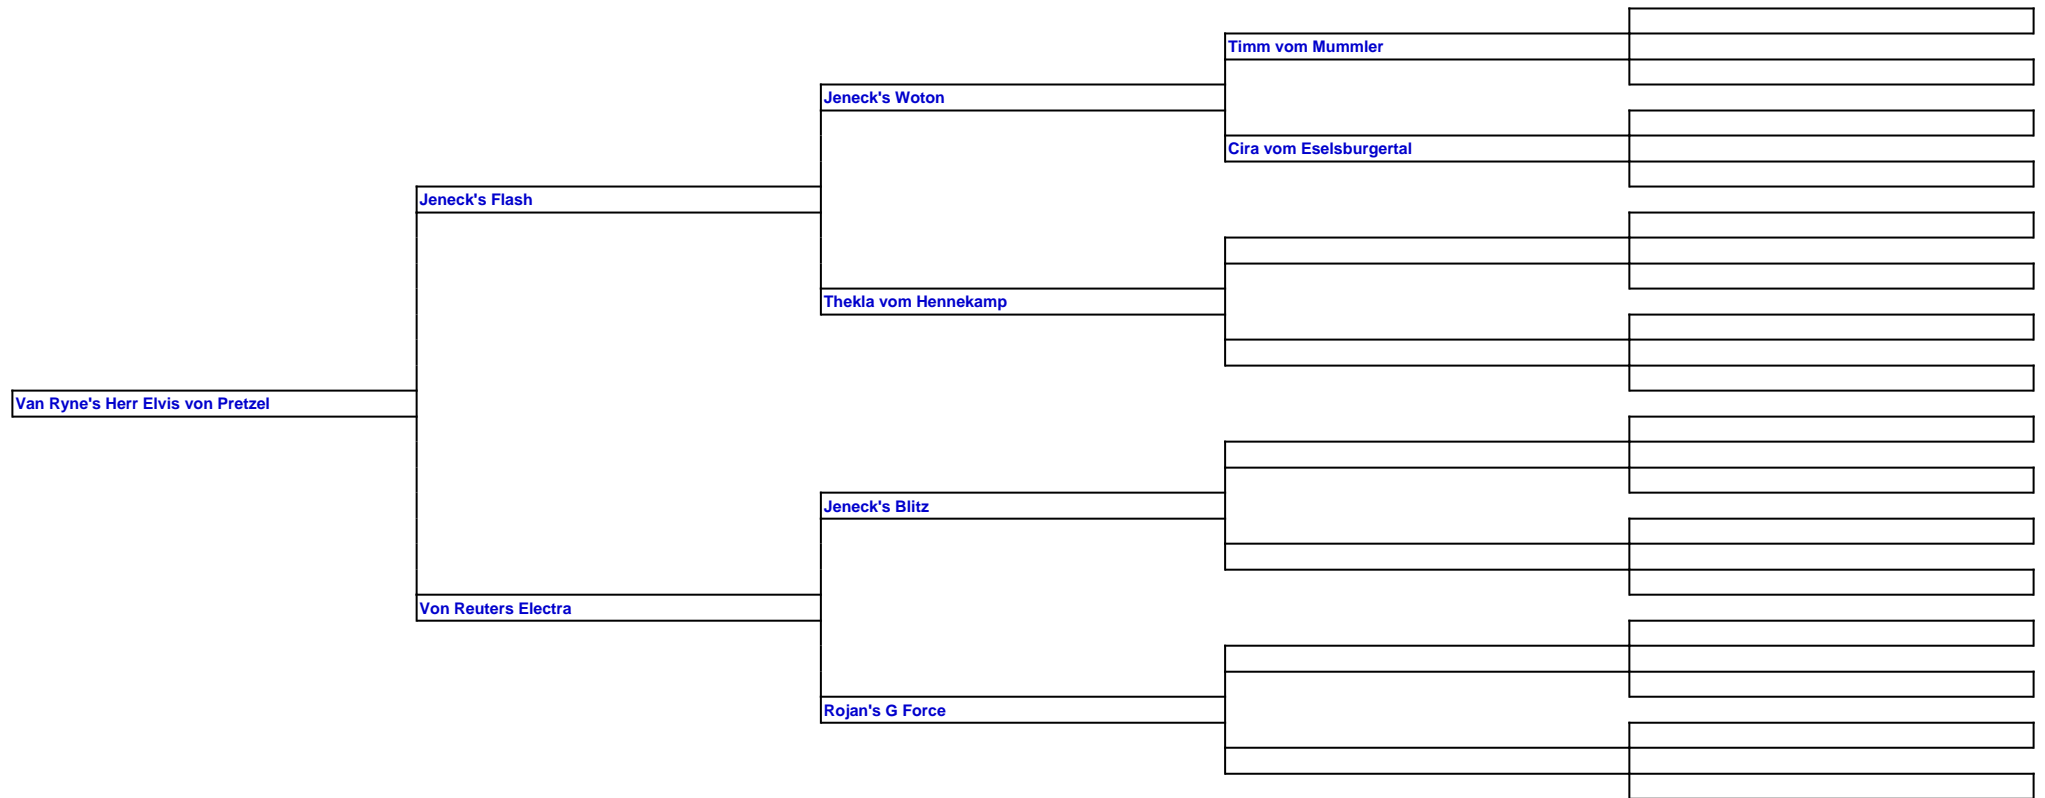 Timm vom Mummler
Jeneck's Woton
Cira vom Eselsburgertal
Jeneck's Flash
Thekla vom Hennekamp
Van Ryne's Herr Elvis von Pretzel
Jeneck's Blitz
Von Reuters Electra
Rojan's G Force